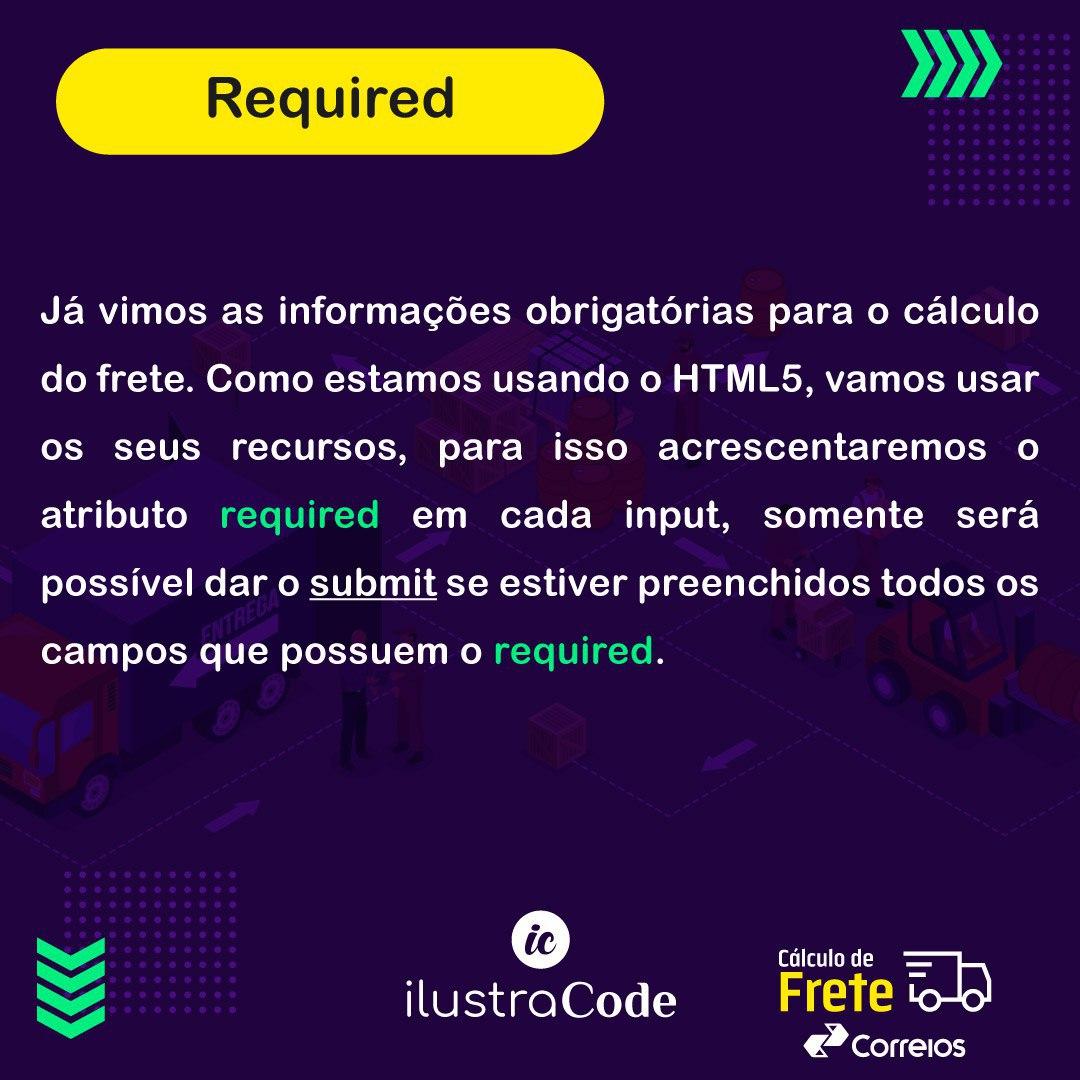 Required
Já vimos as informações obrigatórias para o cálculo
do frete. Como estamos usando o HTML5, vamos usar
os seus recursos, para isso acrescentaremos o
atributo required em cada input, somente será
possível dar o submit se estiver preenchidos todos os
campos que possuem o required.
ENTREGA
ic
ilustraCode
Cálculo de
Frete
Correios